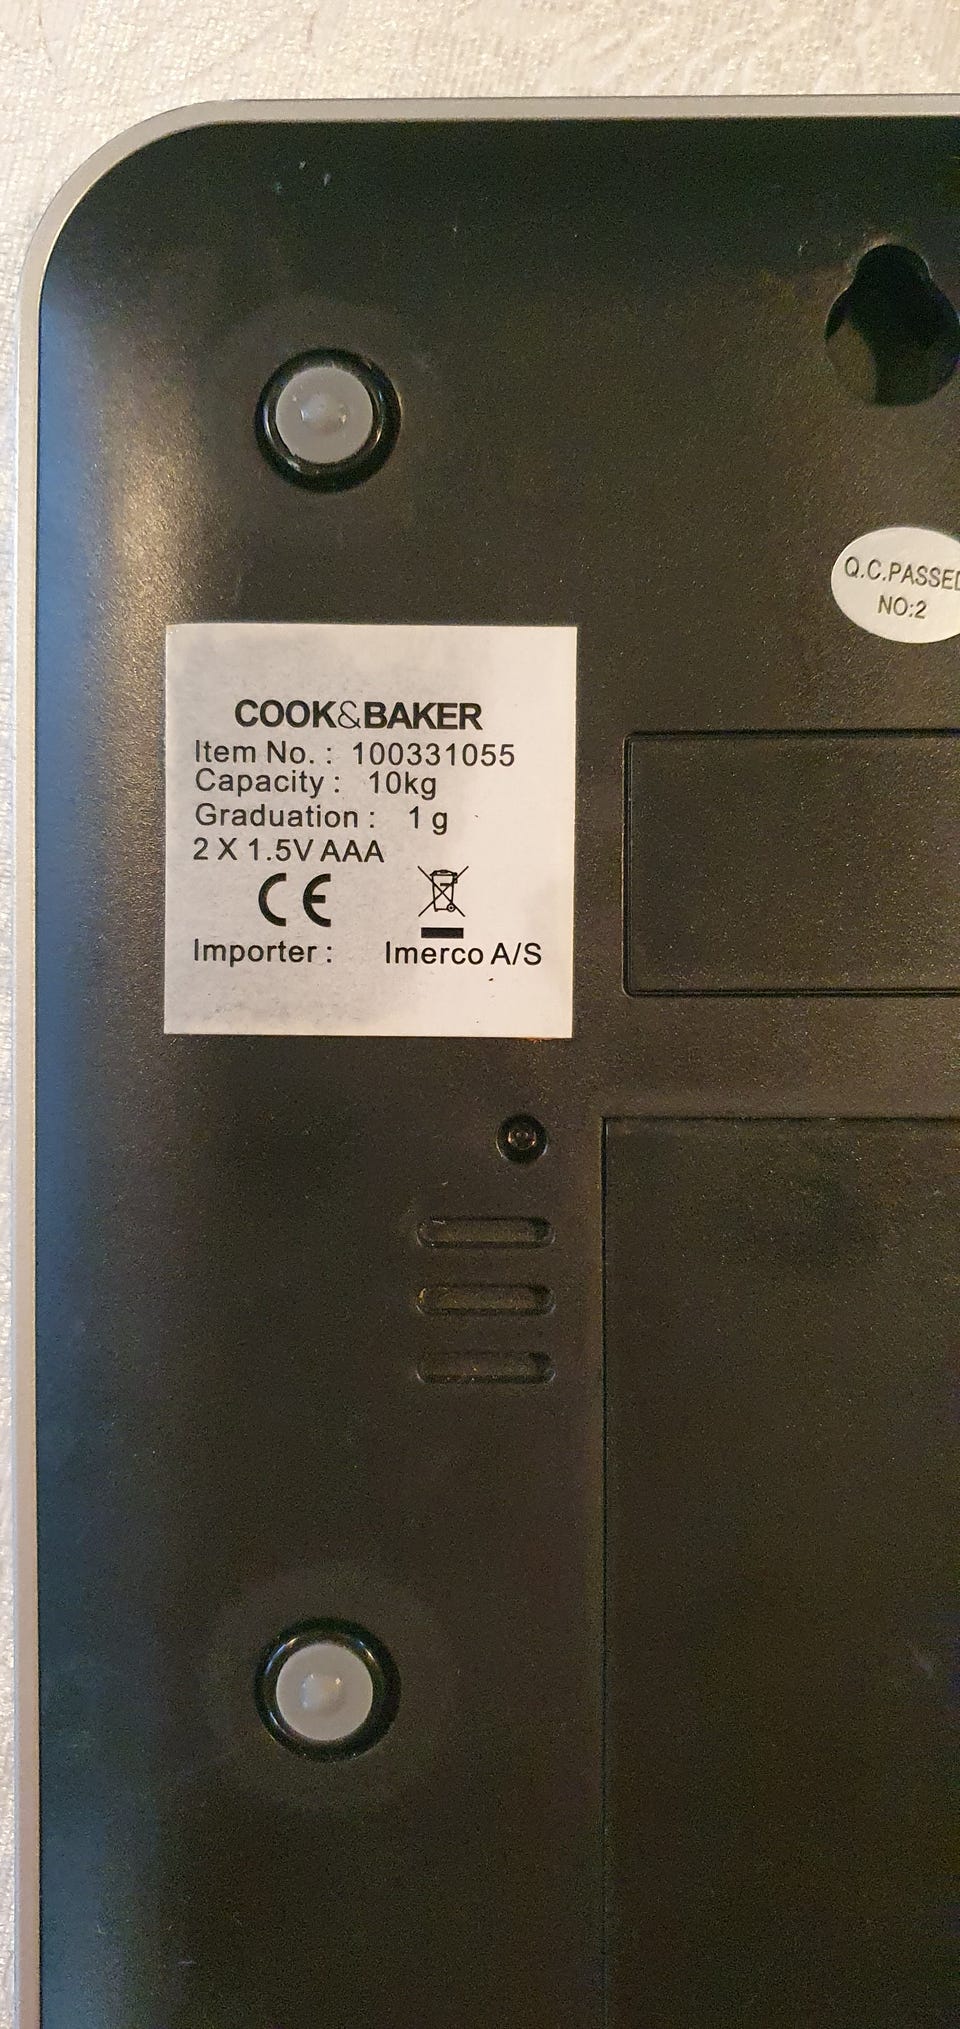 Q.C.PASSED
NO:2
COOK&BAKER
Item No. : 100331055
Capacity : 10kg
Graduation : 1 g
2 X 1.5V AAA
CE
Importer : Imerco A/S